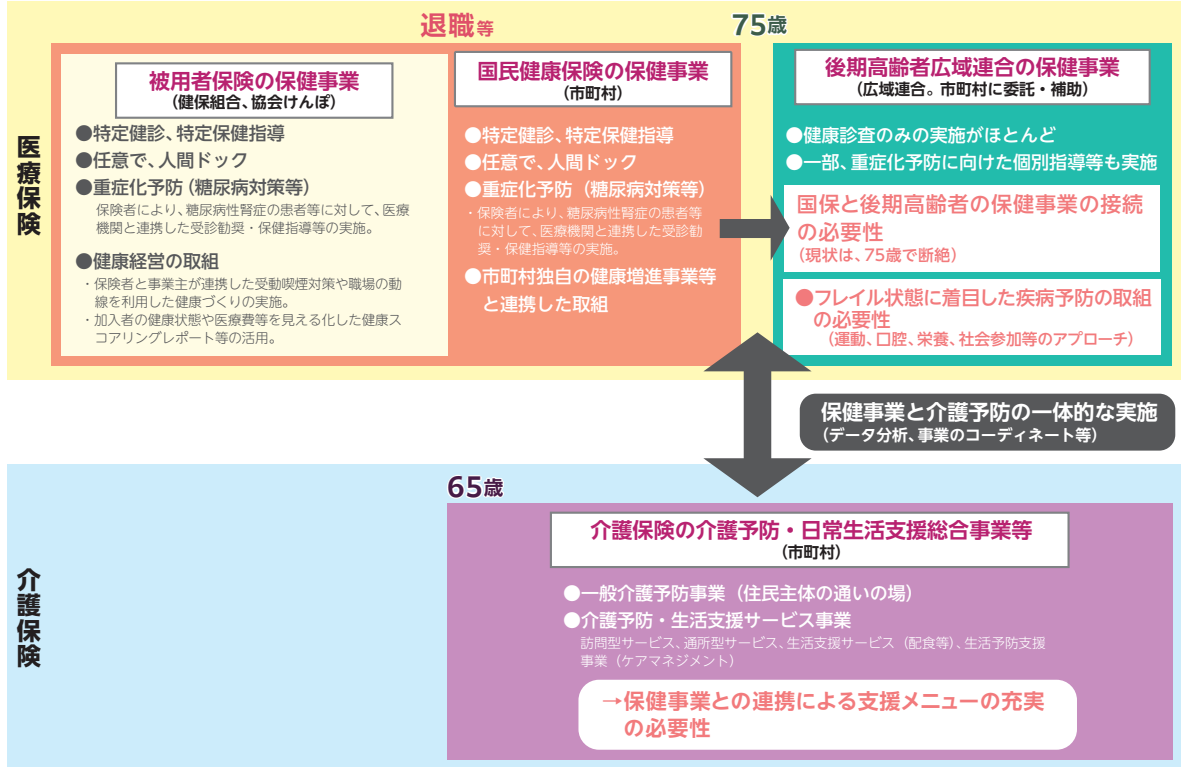 退職等
75歳
医療保険
被用者保険の保健事業
(健保組合、協会けんぽ)
●特定健診、特定保健指導
●任意で、人間ドック
●重症化予防(糖尿病対策等)
保険者により、糖尿病性腎症の患者等に対して、医療
機関と連携した受診勧奨・保健指導等の実施。
●健康経営の取組
・保険者と事業主が連携した受動喫煙対策や職場の動
線を利用した健康づくりの実施。
・加入者の健康状態や医療費等を見える化した健康ス
コアリングレポート等の活用。
国民健康保険の保健事業
(市町村)
●特定健診、特定保健指導
●任意で、人間ドック
●重症化予防(糖尿病対策等)
・保険者により、糖尿病性腎症の患者等
に対して、医療機関と連携した受診勧
奨・保健指導等の実施。
●市町村独自の健康増進事業等
と連携した取組
後期高齢者広域連合の保健事業
(広域連合。市町村に委託・補助)
●健康診査のみの実施がほとんど
●一部、重症化予防に向けた個別指導等も実施
国保と後期高齢者の保健事業の接続
の必要性
(現状は、75歳で断絶)
●フレイル状態に着目した疾病予防の取組
の必要性
(運動、口腔、栄養、社会参加等のアプローチ)
保健事業と介護予防の一体的な実施
(データ分析、事業のコーディネート等)
65歳
介護保険
介護保険の介護予防・日常生活支援総合事業等
(市町村)
●一般介護予防事業(住民主体の通いの場)
●介護予防・生活支援サービス事業
訪問型サービス、通所型サービス、生活支援サービス(配食等)、生活予防支援
事業(ケアマネジメント)
→保健事業との連携による支援メニューの充実
の必要性